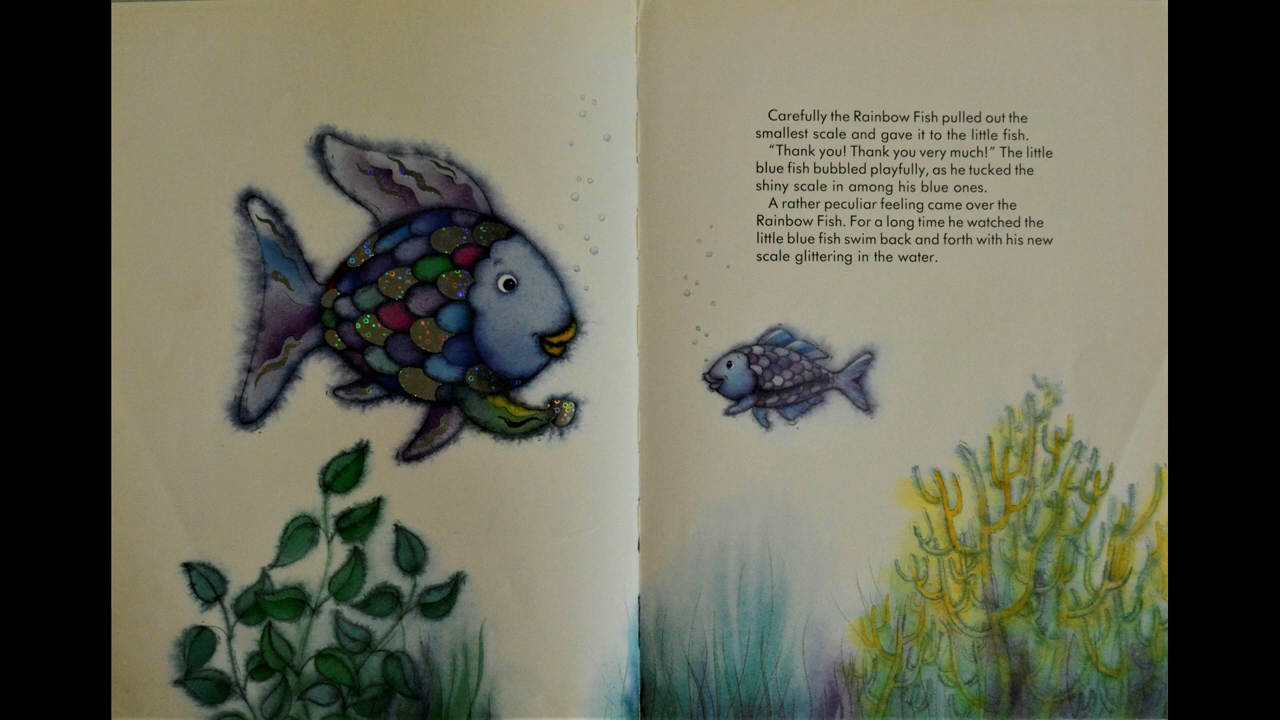 Carefully the Rainbow Fish pulled out the
smallest scale and gave it to the little fish.
"Thank you! Thank you very much!" The little
blue fish bubbled playfully, as he tucked the
shiny scale in among his blue ones.
A rather peculiar feeling came over the
Rainbow Fish. For a long time he watched the
little blue fish swim back and forth with his new
scale glittering in the water.